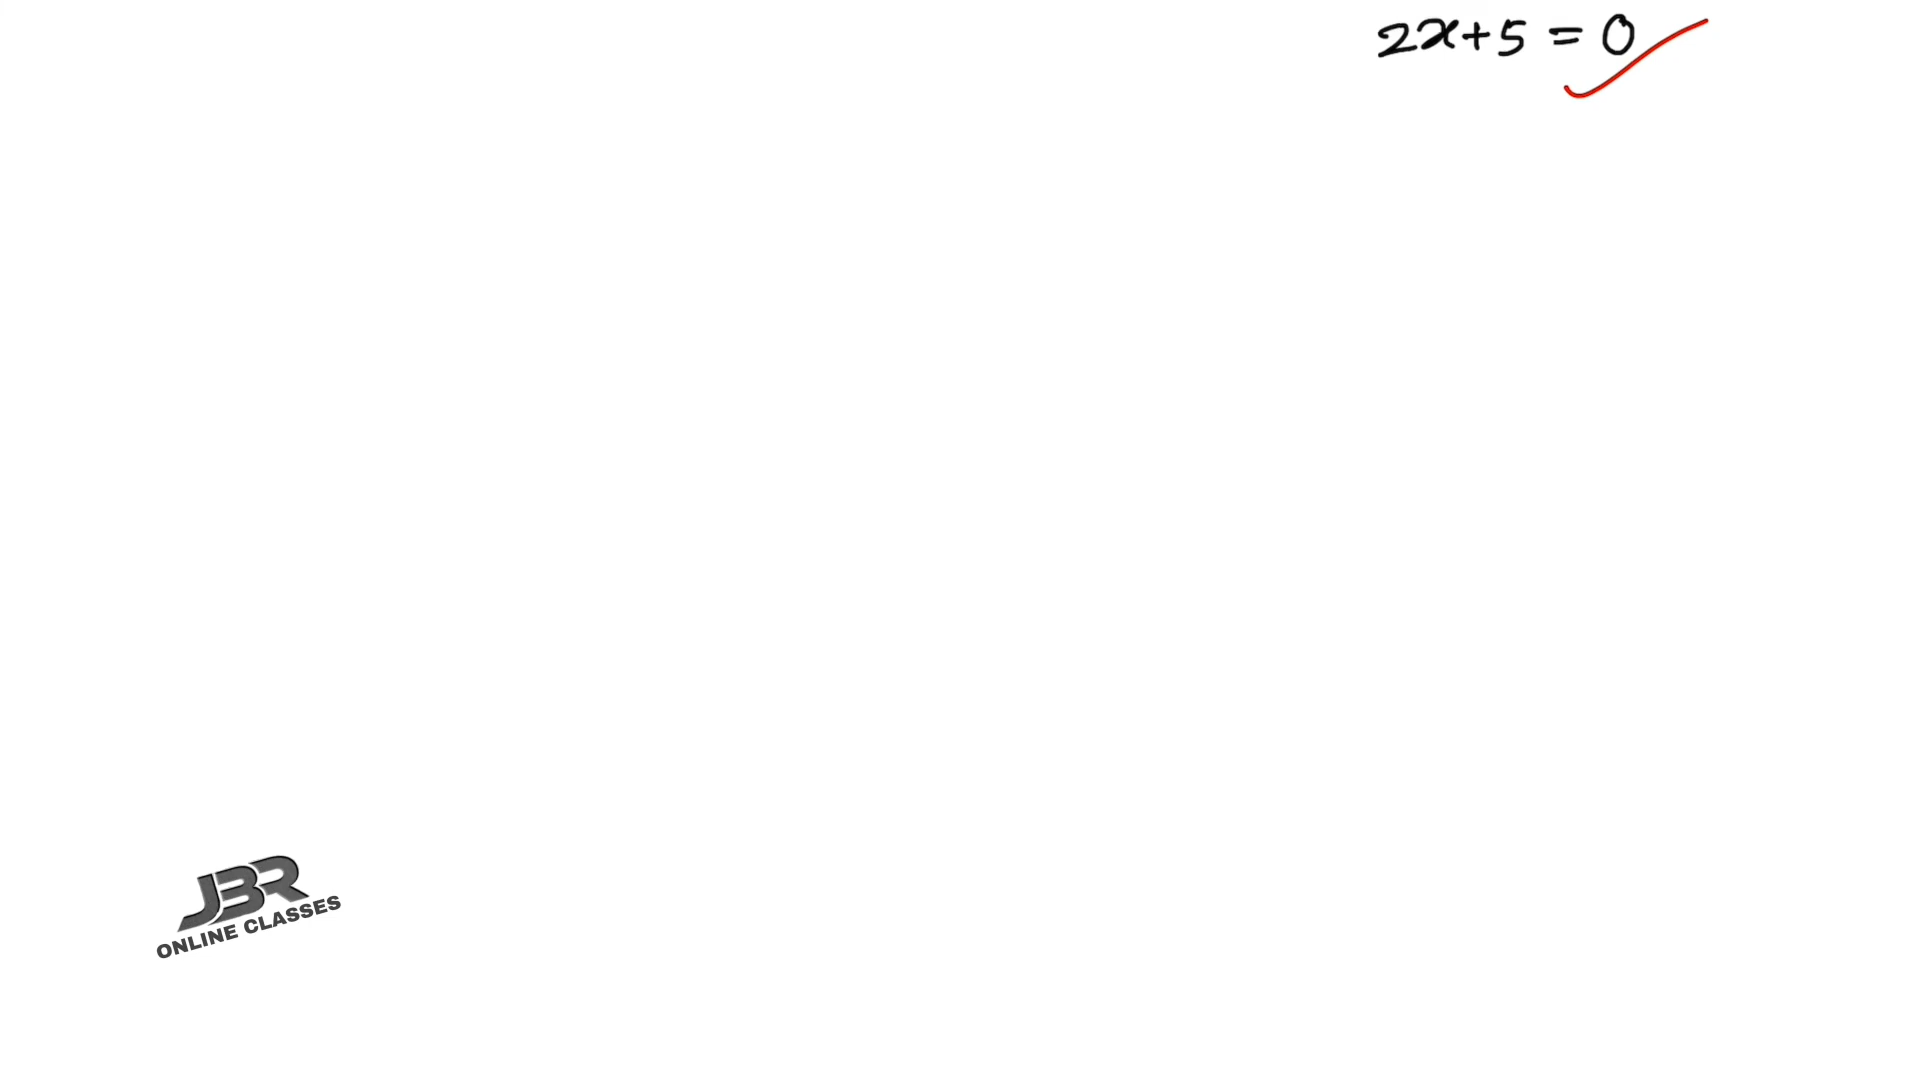 2x+5 = 0
JBR
ONLINE CLASSES